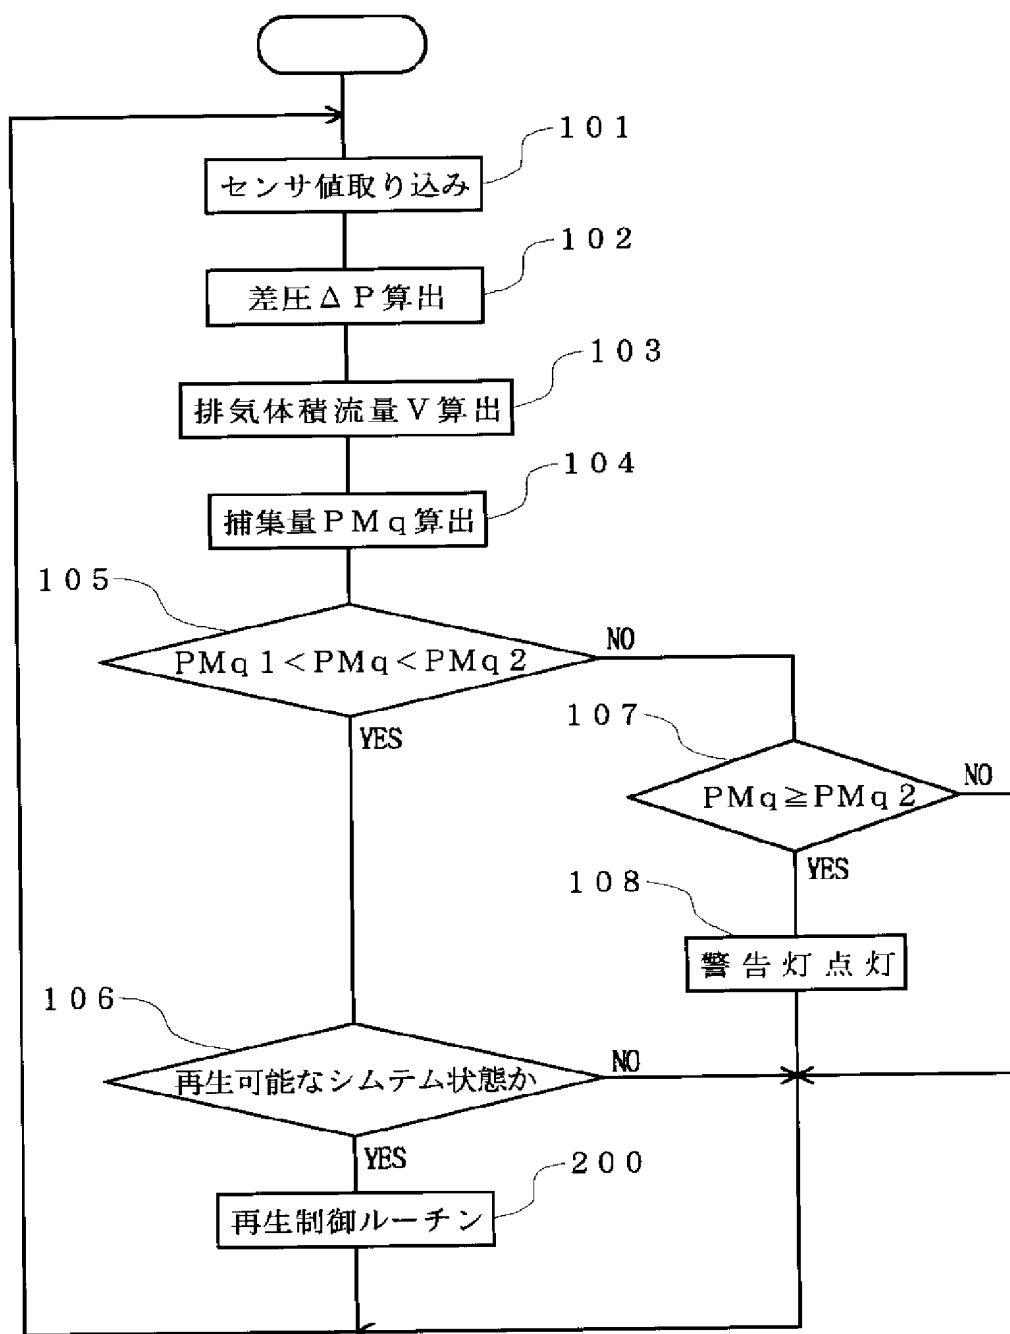 101
センサ値取り込み
102
差圧ΔP算出
103
排気体積流量V算出
104
捕集量PMq算出
105
PMq1<PMq<PMq2
NO
YES
107
PMq≧PMq2
NO
YES
108
警告灯点灯
106
再生可能なシムテム状態か
NO
YES
200
再生制御ルーチン